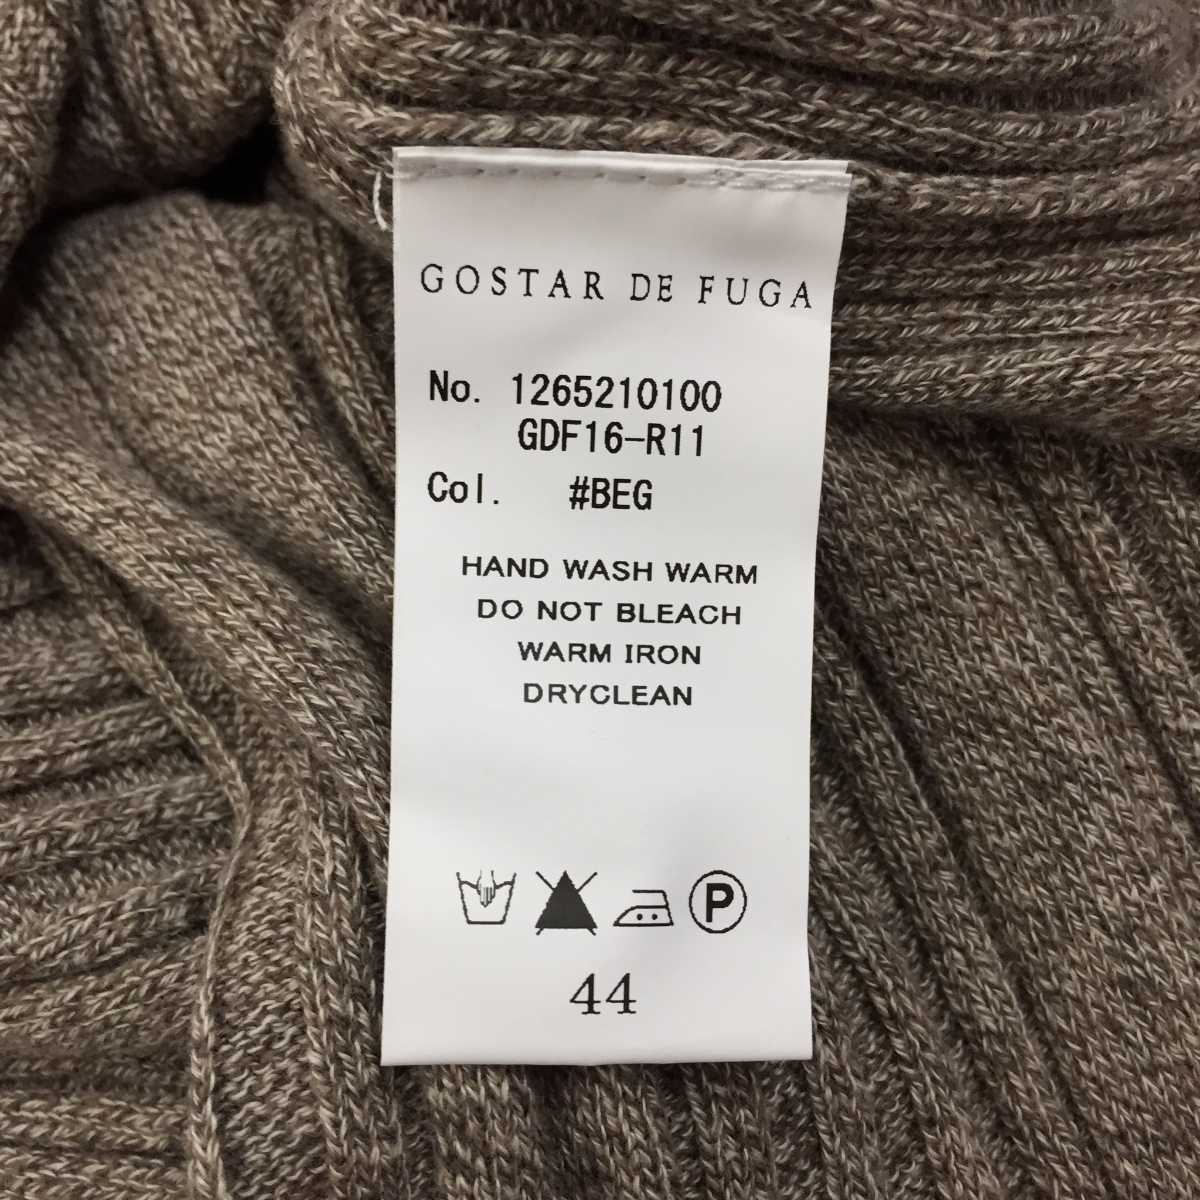 GOSTAR DE FUGA
No. 1265210100
GDF16-R11
Col. #BEG
HAND WASH WARM
DO NOT BLEACH
WARM IRON
DRYCLEAN
P
44